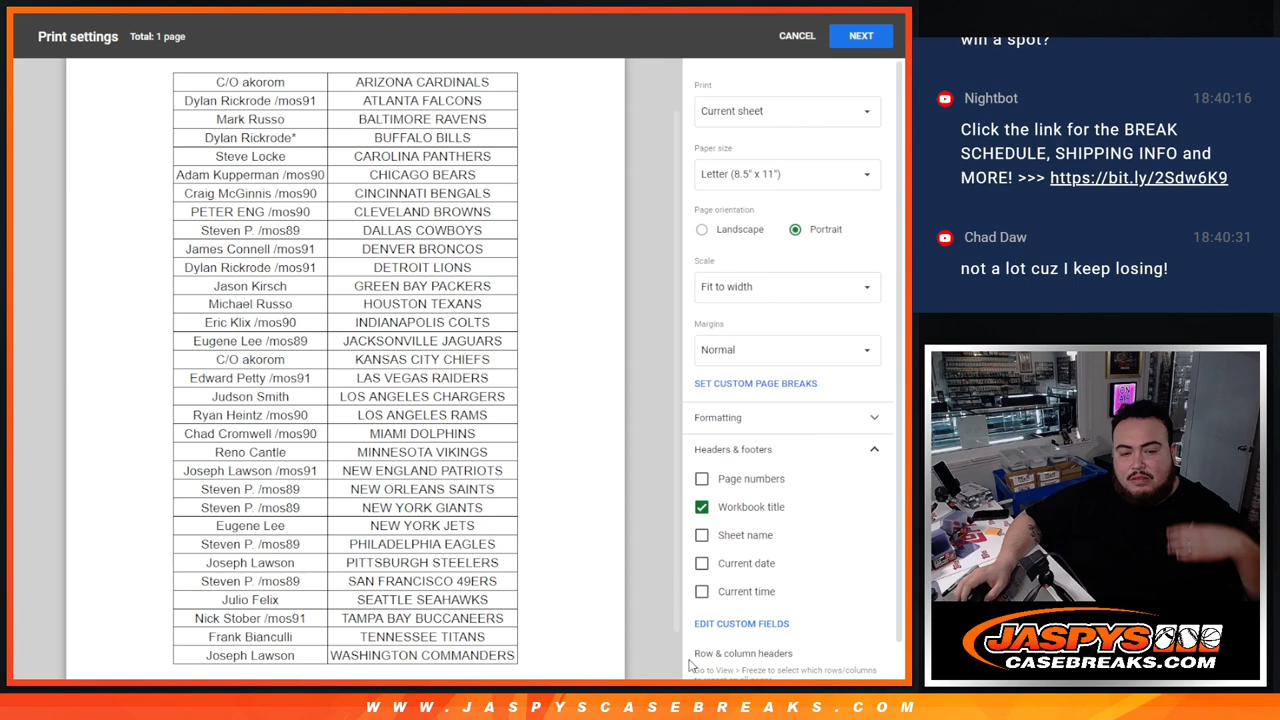 Print settings Total: 1 page CANCEL NEXT
C/O akorom ARIZONA CARDINALS
Dylan Rickrode /mos91 ATLANTA FALCONS
Mark Russo BALTIMORE RAVENS
Dylan Rickrode* BUFFALO BILLS
Steve Locke CAROLINA PANTHERS
Adam Kupperman /mos90 CHICAGO BEARS
Craig McGinnis /mos90 CINCINNATI BENGALS
PETER ENG /mos90 CLEVELAND BROWNS
Steven P. /mos89 DALLAS COWBOYS
James Connell /mos91 DENVER BRONCOS
Dylan Rickrode /mos91 DETROIT LIONS
Jason Kirsch GREEN BAY PACKERS
Michael Russo HOUSTON TEXANS
Eric Klix /mos90 INDIANAPOLIS COLTS
Eugene Lee /mos89 JACKSONVILLE JAGUARS
C/O akorom KANSAS CITY CHIEFS
Edward Petty /mos91 LAS VEGAS RAIDERS
Judson Smith LOS ANGELES CHARGERS
Ryan Heintz /mos90 LOS ANGELES RAMS
Chad Cromwell /mos90 MIAMI DOLPHINS
Reno Cantle MINNESOTA VIKINGS
Joseph Lawson /mos91 NEW ENGLAND PATRIOTS
Steven P. /mos89 NEW ORLEANS SAINTS
Steven P. /mos89 NEW YORK GIANTS
Eugene Lee NEW YORK JETS
Steven P. /mos89 PHILADELPHIA EAGLES
Joseph Lawson PITTSBURGH STEELERS
Steven P. /mos89 SAN FRANCISCO 49ERS
Julio Felix SEATTLE SEAHAWKS
Nick Stober /mos91 TAMPA BAY BUCCANEERS
Frank Bianculli TENNESSEE TITANS
Joseph Lawson WASHINGTON COMMANDERS
Print
Current sheet
Paper size
Letter (8.5" x 11")
Page orientation
Landscape Portrait
Scale
Fit to width
Margins
Normal
SET CUSTOM PAGE BREAKS
Formatting
Headers & footers
Page numbers
Workbook title
Sheet name
Current date
Current time
EDIT CUSTOM FIELDS
Row & column headers
Go to View > Freeze to select which rows/columns
win a spot?
Nightbot 18:40:16
Click the link for the BREAK
SCHEDULE, SHIPPING INFO and
MORE! >>> https://bit.ly/2Sdw6K9
Chad Daw 18:40:31
not a lot cuz I keep losing!
ON AIR
JASPYS
CASEBREAKS.COM
WWW.JASPYSCASEBREAKS.COM